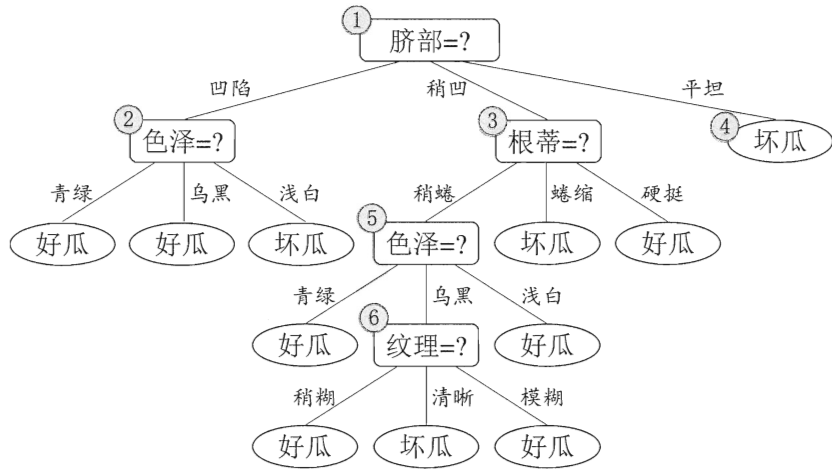 ① 脐部=?
凹陷 稍凹 平坦
② 色泽=? ③ 根蒂=? ④ 坏瓜
青绿 乌黑 浅白 稍蜷 蜷缩 硬挺
好瓜 好瓜 坏瓜 ⑤ 色泽=? 坏瓜 好瓜
青绿 乌黑 浅白
好瓜 ⑥ 纹理=? 好瓜
稍糊 清晰 模糊
好瓜 坏瓜 好瓜